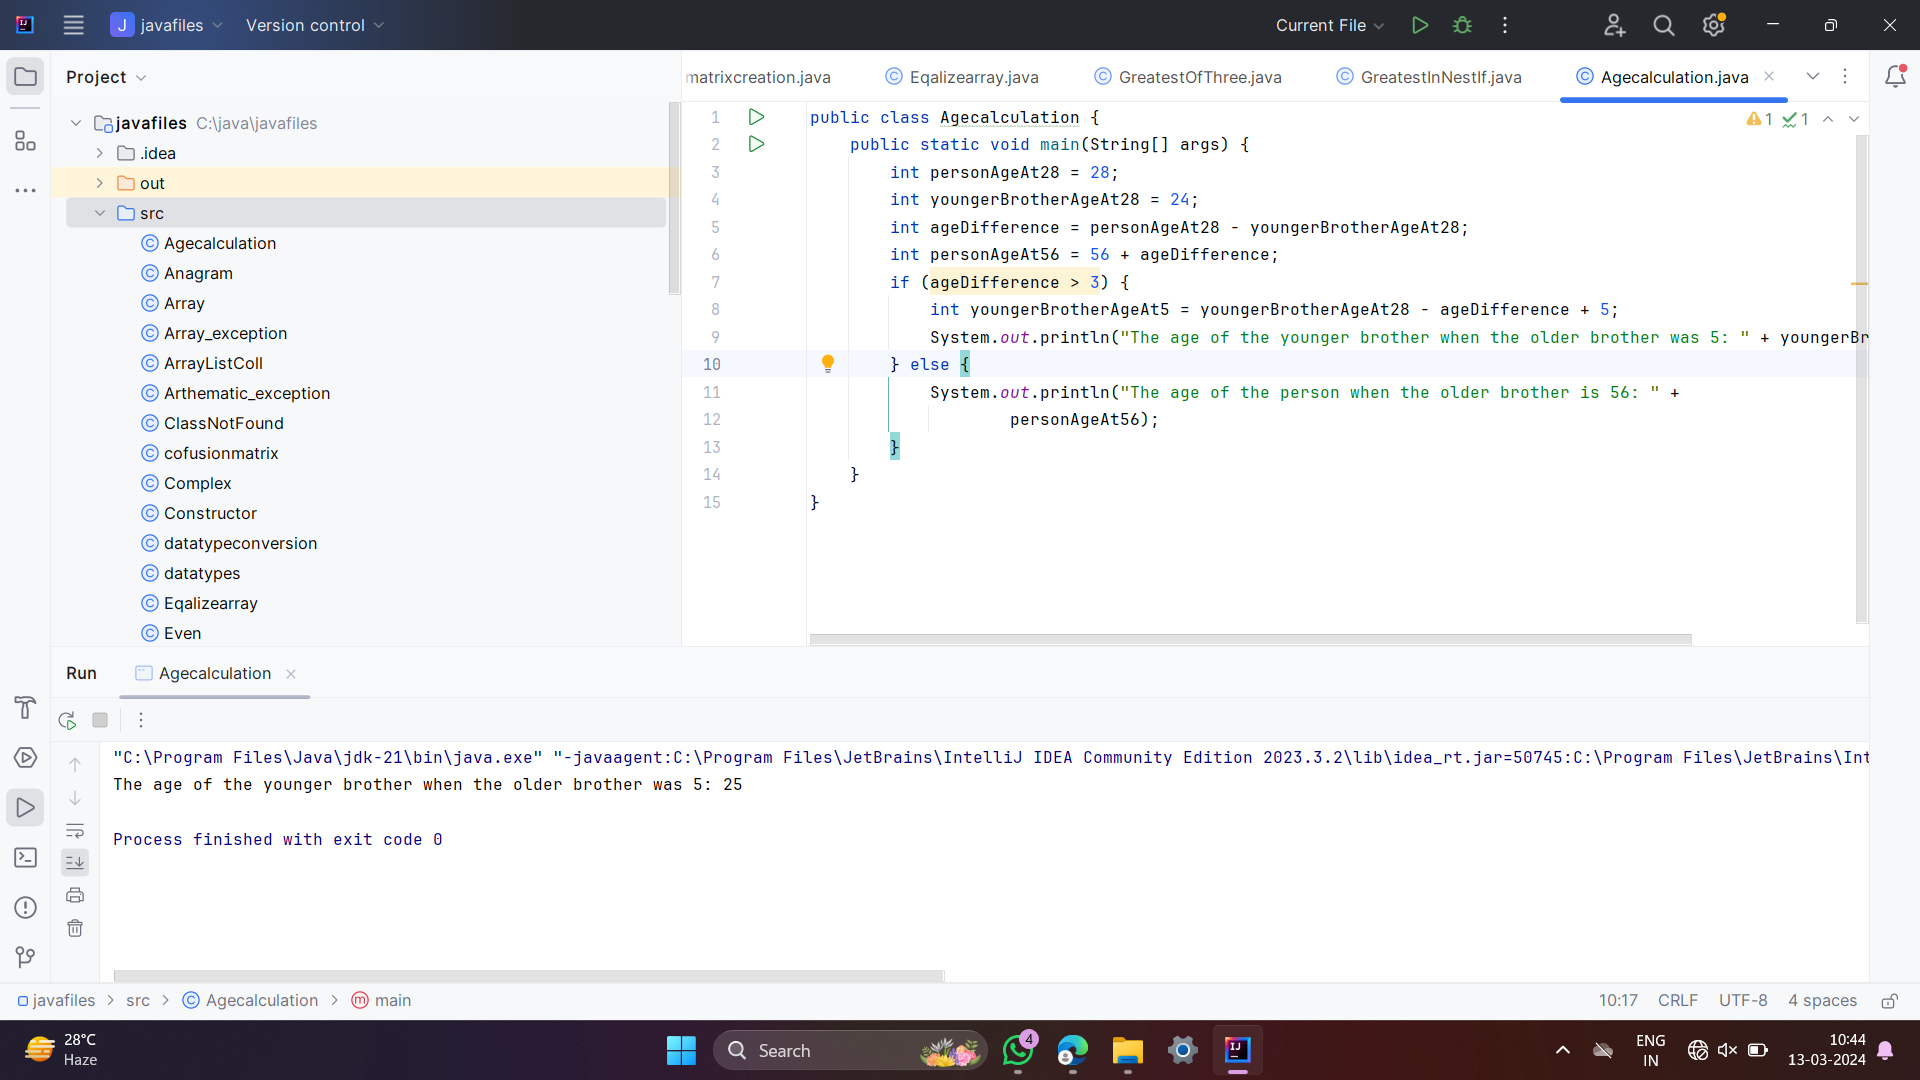 J javafiles Version control Current File
Project
matrixcreation.java Eqalizearray.java GreatestOfThree.java GreatestInNestIf.java Agecalculation.java
javafiles C:\java\javafiles
.idea
out
src
Agecalculation
Anagram
Array
Array_exception
ArrayListColl
Arthematic_exception
ClassNotFound
cofusionmatrix
Complex
Constructor
datatypeconversion
datatypes
Eqalizearray
Even
1 public class Agecalculation {
2 public static void main(String[] args) {
3 int personAgeAt28 = 28;
4 int youngerBrotherAgeAt28 = 24;
5 int ageDifference = personAgeAt28 - youngerBrotherAgeAt28;
6 int personAgeAt56 = 56 + ageDifference;
7 if (ageDifference > 3) {
8 int youngerBrotherAgeAt5 = youngerBrotherAgeAt28 - ageDifference + 5;
9 System.out.println("The age of the younger brother when the older brother was 5: " + youngerBr
10 } else {
11 System.out.println("The age of the person when the older brother is 56: " +
12 personAgeAt56);
13 }
14 }
15 }
1 1
Run Agecalculation
"C:\Program Files\Java\jdk-21\bin\java.exe" "-javaagent:C:\Program Files\JetBrains\IntelliJ IDEA Community Edition 2023.3.2\lib\idea_rt.jar=50745:C:\Program Files\JetBrains\Int
The age of the younger brother when the older brother was 5: 25
Process finished with exit code 0
javafiles > src > Agecalculation > main 10:17 CRLF UTF-8 4 spaces
28°C
Haze
Search
4
ENG
IN
10:44
13-03-2024